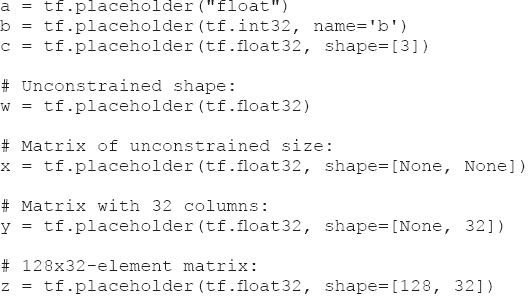 a = tf.placeholder("float")
b = tf.placeholder(tf.int32, name='b')
c = tf.placeholder(tf.float32, shape=[3])
# Unconstrained shape:
w = tf.placeholder(tf.float32)
# Matrix of unconstrained size:
x = tf.placeholder(tf.float32, shape=[None, None])
# Matrix with 32 columns:
y = tf.placeholder(tf.float32, shape=[None, 32])
# 128x32-element matrix:
z = tf.placeholder(tf.float32, shape=[128, 32])